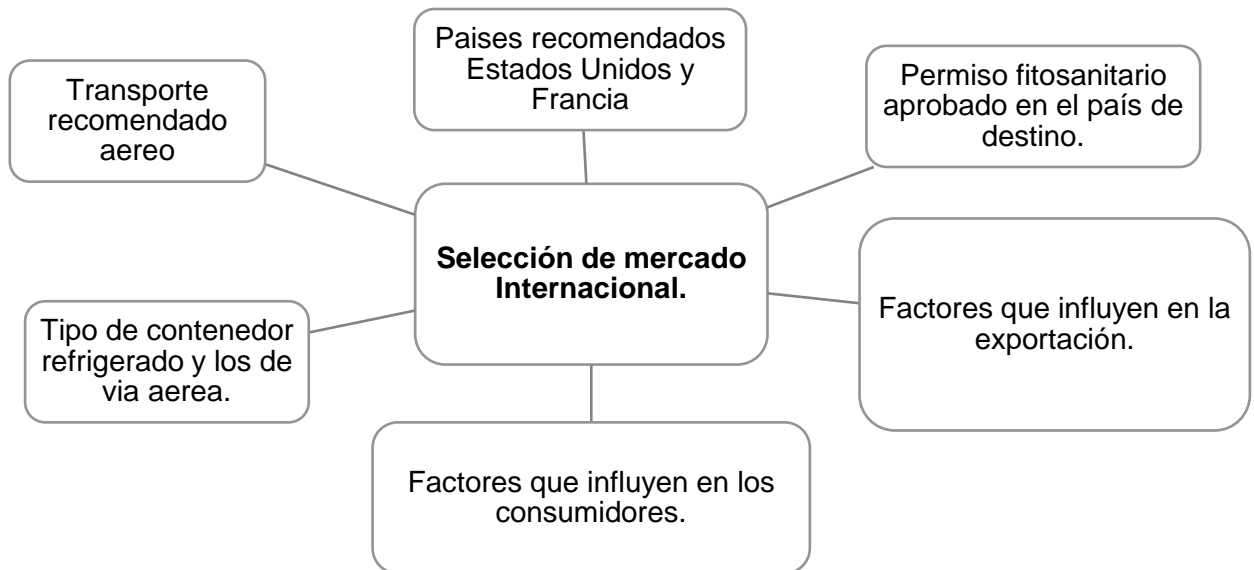 Paises recomendados
Estados Unidos y
Francia
Transporte
recomendado
aereo
Permiso fitosanitario
aprobado en el país de
destino.
Selección de mercado
Internacional.
Factores que influyen en la
exportación.
Tipo de contenedor
refrigerado y los de
via aerea.
Factores que influyen en los
consumidores.